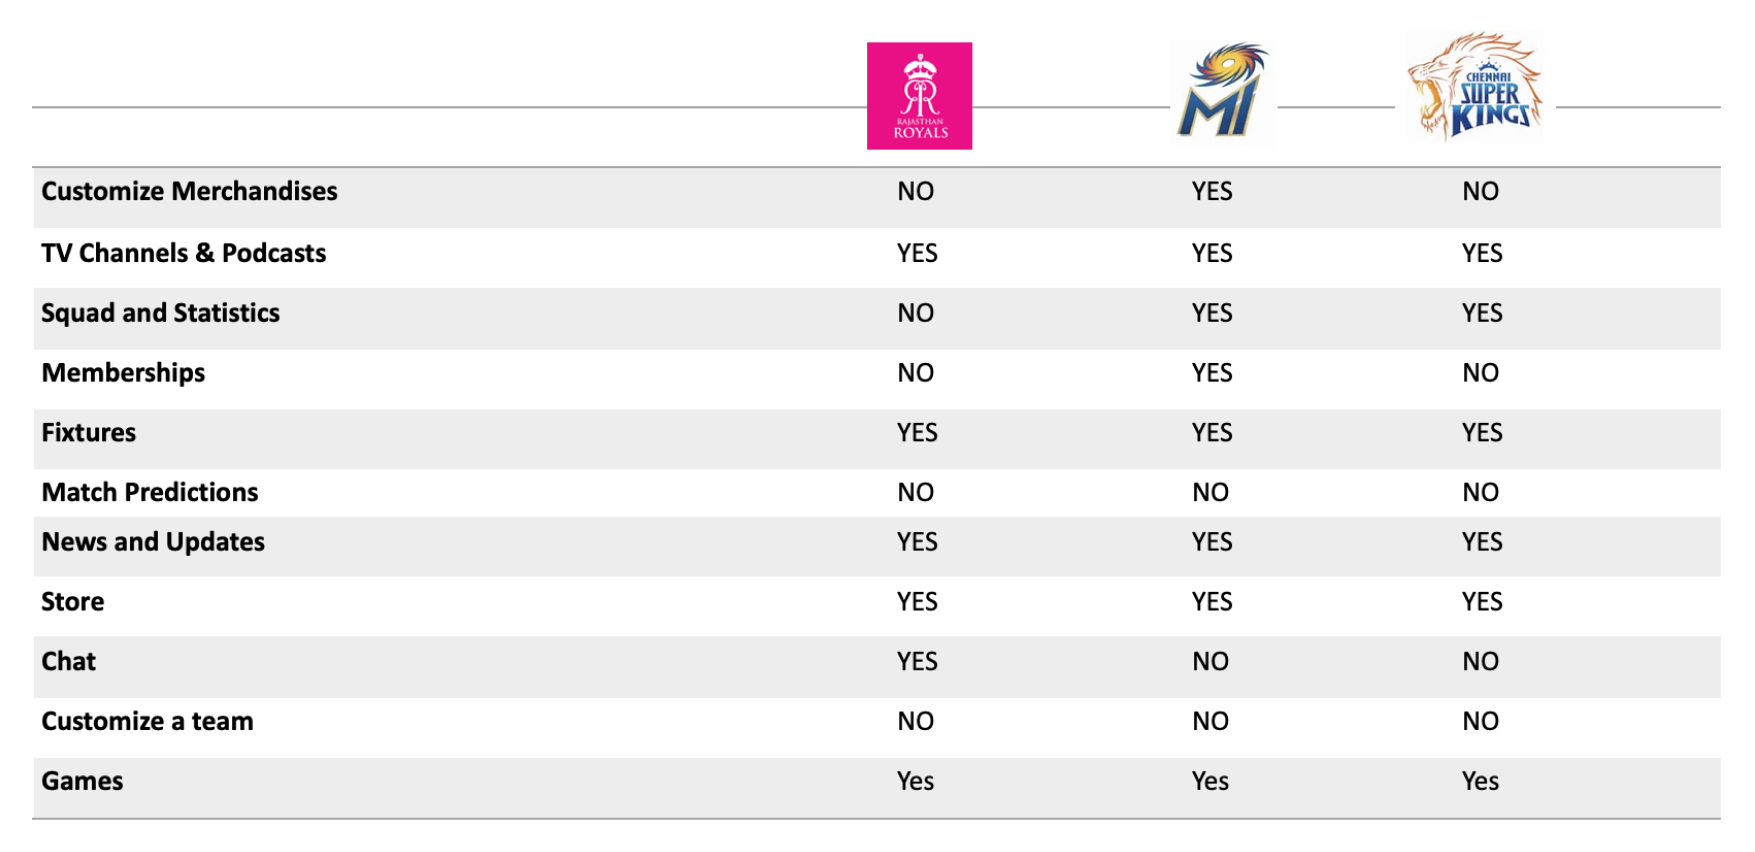 RAJASTHAN
ROYALS
MI
CHENNAI
SUPER
KINGS
Customize Merchandises NO YES NO
TV Channels & Podcasts YES YES YES
Squad and Statistics NO YES YES
Memberships NO YES NO
Fixtures YES YES YES
Match Predictions NO NO NO
News and Updates YES YES YES
Store YES YES YES
Chat YES NO NO
Customize a team NO NO NO
Games Yes Yes Yes